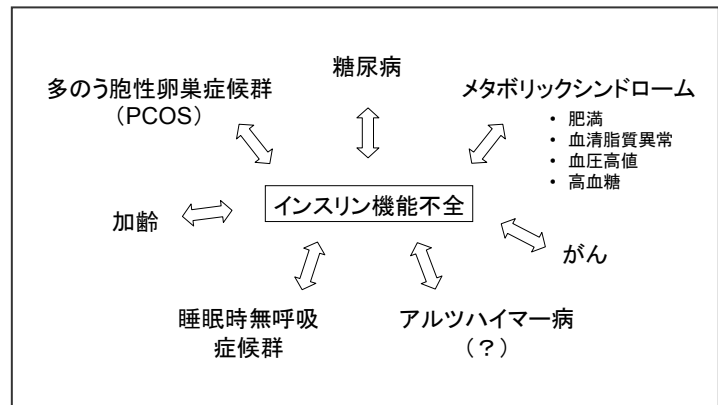 糖尿病
多のう胞性卵巣症候群
（PCOS）
メタボリックシンドローム
• 肥満
• 血清脂質異常
• 血圧高値
• 高血糖
インスリン機能不全
加齢
がん
睡眠時無呼吸
症候群
アルツハイマー病
（？）